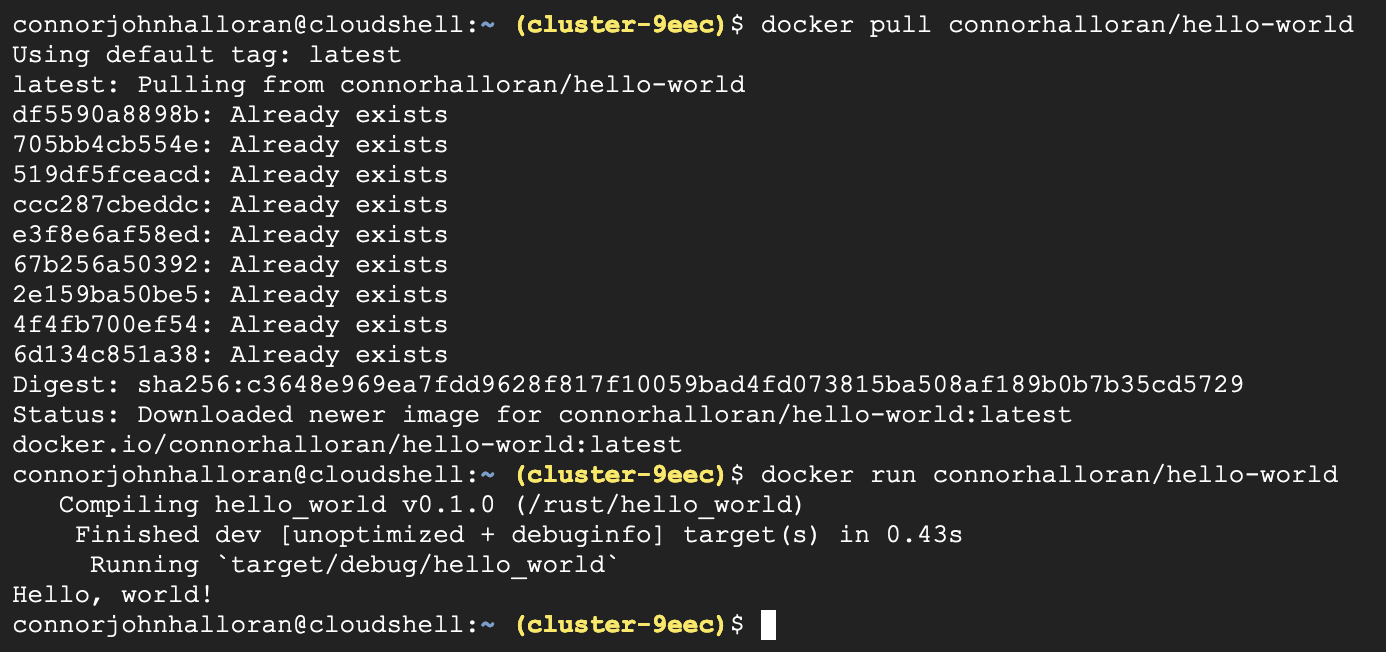 connorjohnhalloran@cloudshell:~ (cluster-9eec)$ docker pull connorhalloran/hello-world
Using default tag: latest
latest: Pulling from connorhalloran/hello-world
df5590a8898b: Already exists
705bb4cb554e: Already exists
519df5fceacd: Already exists
ccc287cbeddc: Already exists
e3f8e6af58ed: Already exists
67b256a50392: Already exists
2e159ba50be5: Already exists
4f4fb700ef54: Already exists
6d134c851a38: Already exists
Digest: sha256:c3648e969ea7fdd9628f817f10059bad4fd073815ba508af189b0b7b35cd5729
Status: Downloaded newer image for connorhalloran/hello-world:latest
docker.io/connorhalloran/hello-world:latest
connorjohnhalloran@cloudshell:~ (cluster-9eec)$ docker run connorhalloran/hello-world
   Compiling hello_world v0.1.0 (/rust/hello_world)
    Finished dev [unoptimized + debuginfo] target(s) in 0.43s
     Running `target/debug/hello_world`
Hello, world!
connorjohnhalloran@cloudshell:~ (cluster-9eec)$